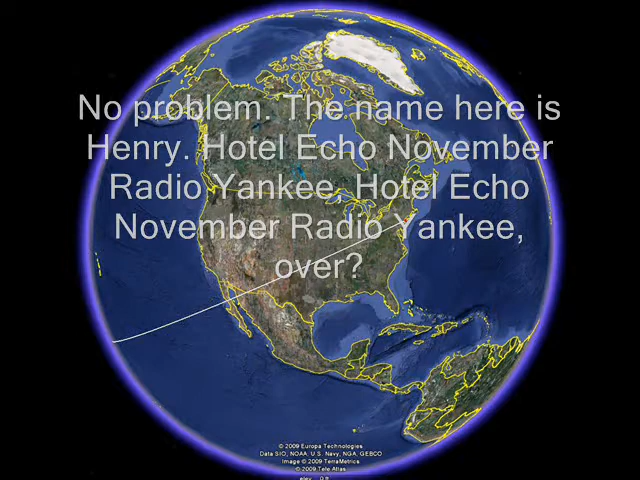 No problem. The name here is
Henry. Hotel Echo November
Radio Yankee, Hotel Echo
November Radio Yankee,
over?
© 2009 Europa Technologies
Data SIO, NOAA, U.S. Navy, NGA, GEBCO
Image © 2009 TerraMetrics
© 2009 Tele Atlas
elev